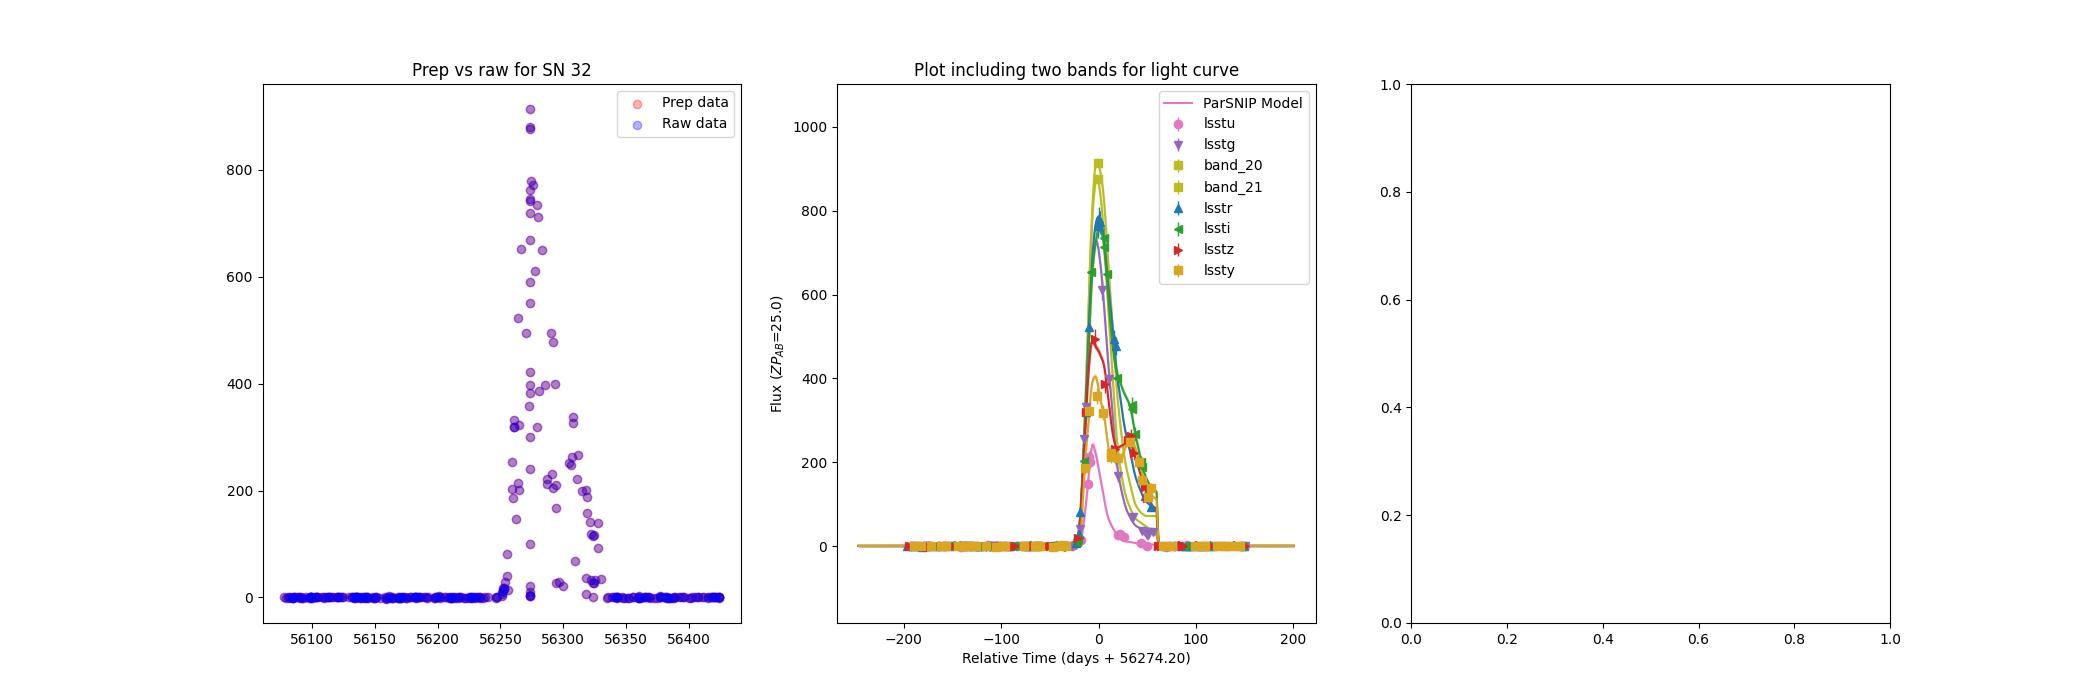 Prep vs raw for SN 32
Prep data
Raw data
800
600
400
200
0
56100 56150 56200 56250 56300 56350 56400
Plot including two bands for light curve
ParSNIP Model
lsstu
lsstg
band_20
band_21
lsstr
lssti
lsstz
lssty
Flux (ZP_AB=25.0)
1000
800
600
400
200
0
−200 −100 0 100 200
Relative Time (days + 56274.20)
1.0
0.8
0.6
0.4
0.2
0.0
0.0 0.2 0.4 0.6 0.8 1.0